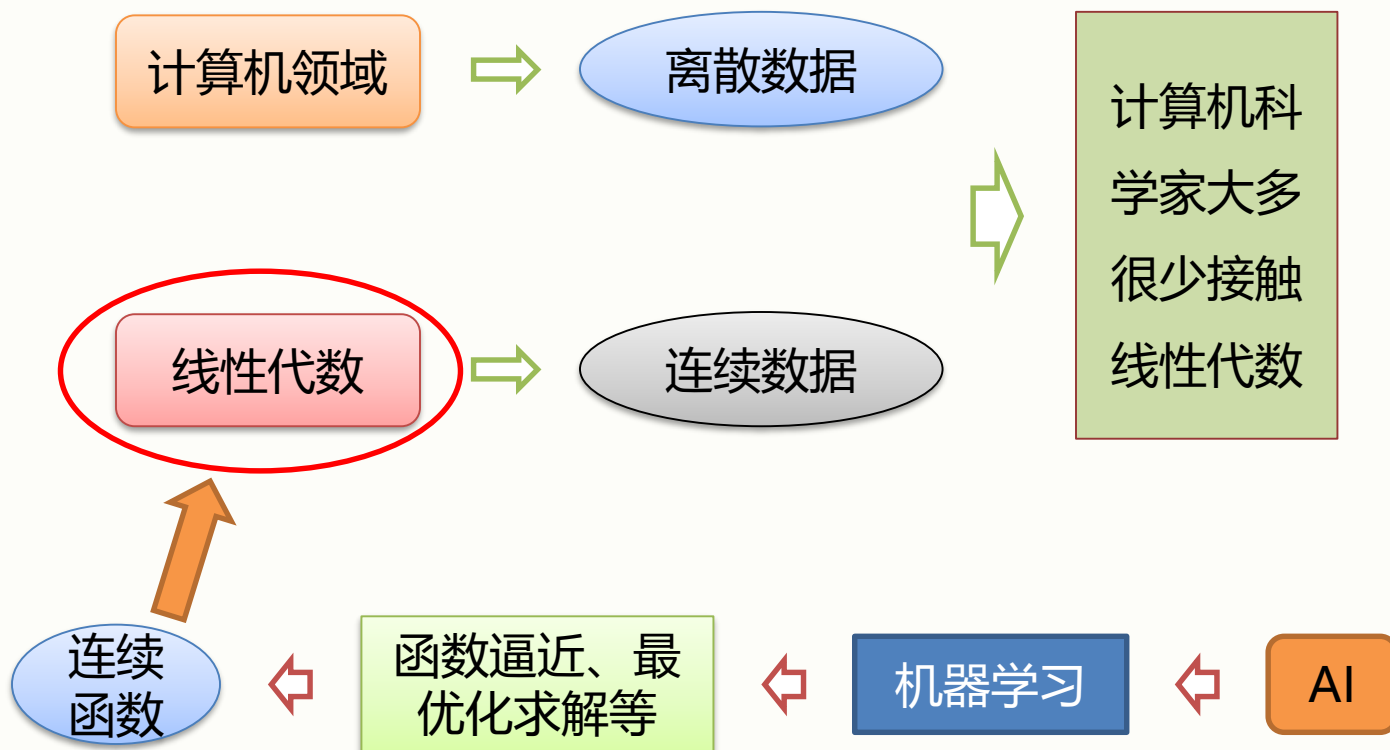 计算机领域
离散数据
计算机科
学家大多
很少接触
线性代数
线性代数
连续数据
连续
函数
函数逼近、最
优化求解等
机器学习
AI